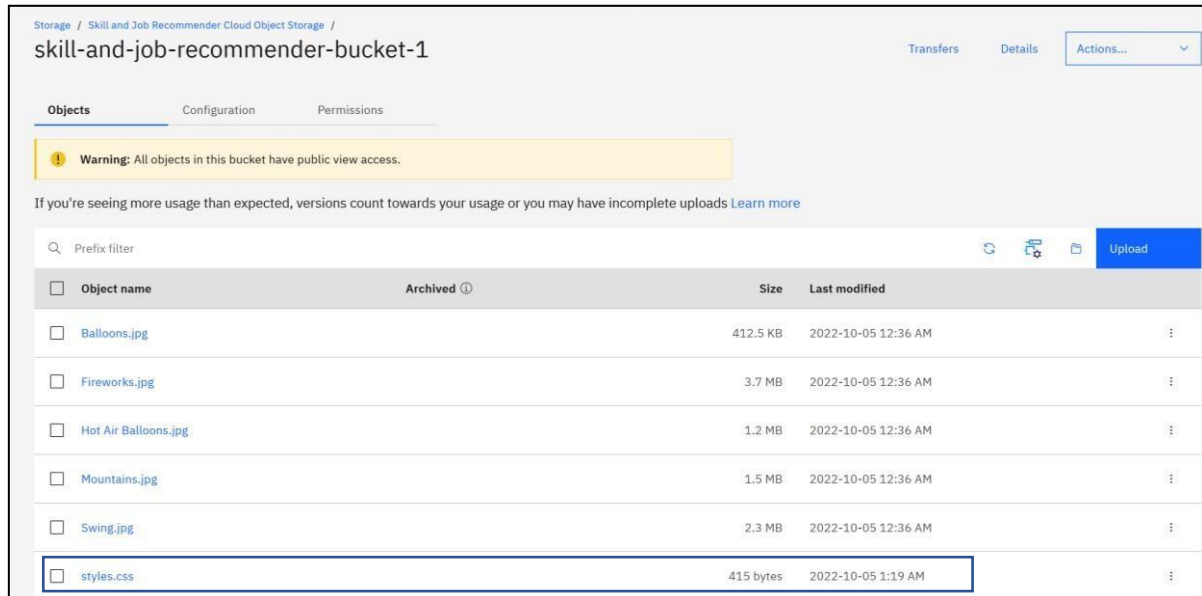 Storage / Skill and Job Recommender Cloud Object Storage /
skill-and-job-recommender-bucket-1
Transfers Details Actions...
Objects Configuration Permissions
Warning: All objects in this bucket have public view access.
If you're seeing more usage than expected, versions count towards your usage or you may have incomplete uploads Learn more
Prefix filter Upload
Object name Archived Size Last modified
Balloons.jpg 412.5 KB 2022-10-05 12:36 AM
Fireworks.jpg 3.7 MB 2022-10-05 12:36 AM
Hot Air Balloons.jpg 1.2 MB 2022-10-05 12:36 AM
Mountains.jpg 1.5 MB 2022-10-05 12:36 AM
Swing.jpg 2.3 MB 2022-10-05 12:36 AM
styles.css 415 bytes 2022-10-05 1:19 AM